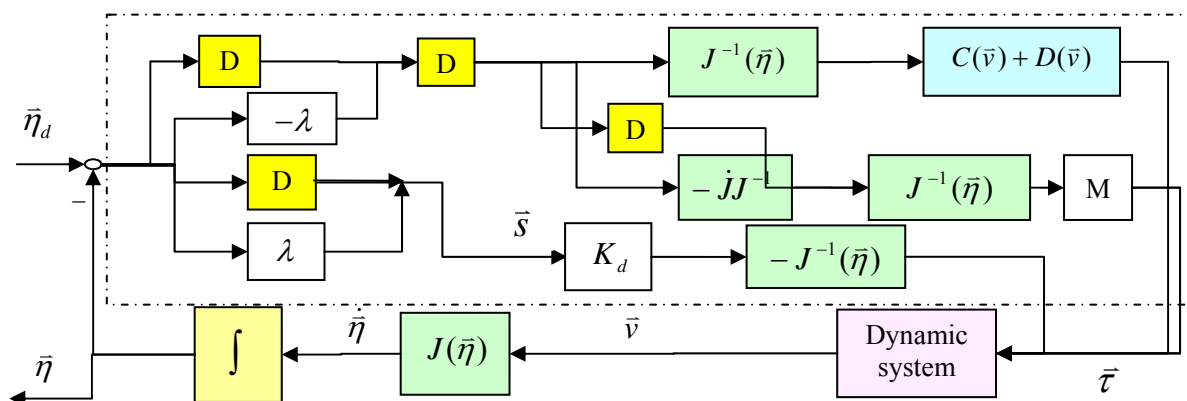 D
D
J⁻¹(η⃗)
C(v⃗) + D(v⃗)
−λ
η⃗_d
D
D
− J̇J⁻¹
J⁻¹(η⃗)
M
−
λ
s⃗
K_d
− J⁻¹(η⃗)
η⃗
∫
η⃗̇
J(η⃗)
v⃗
Dynamic
system
τ⃗